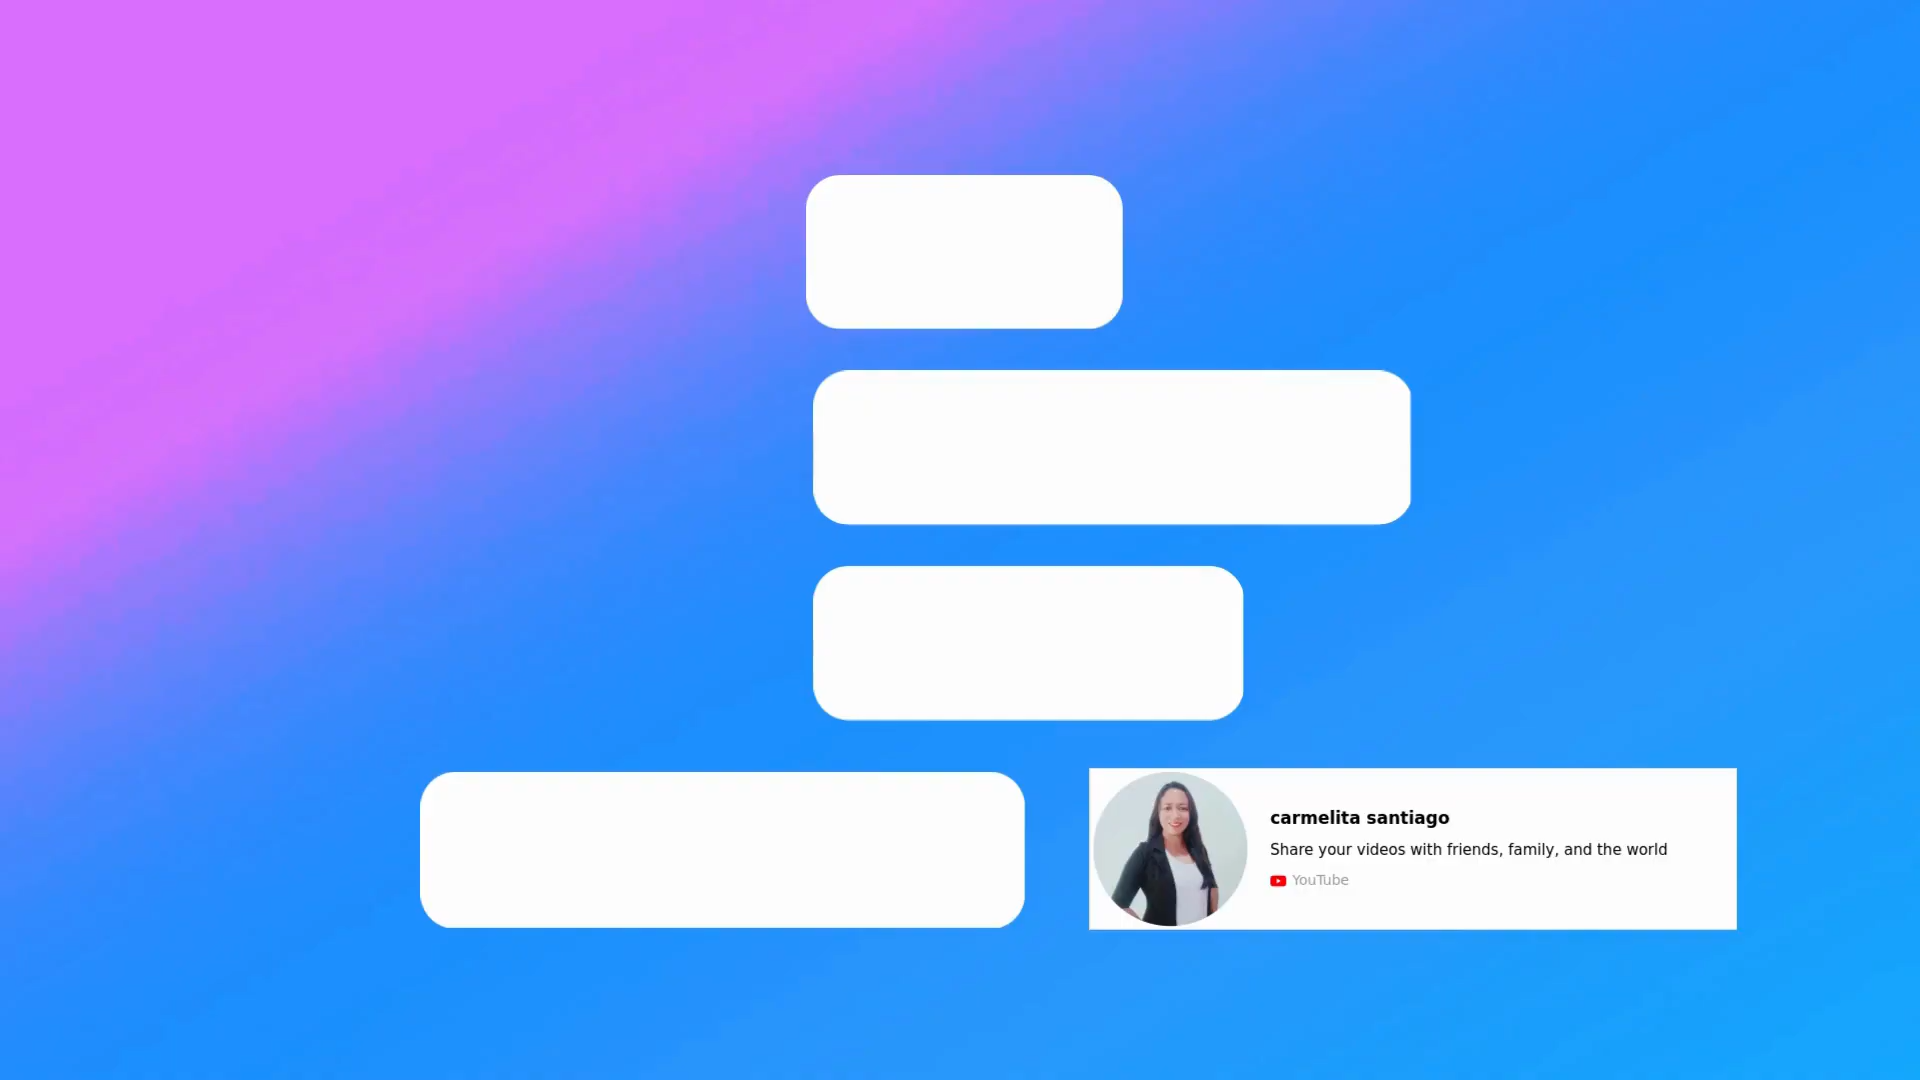 carmelita santiago
Share your videos with friends, family, and the world
YouTube